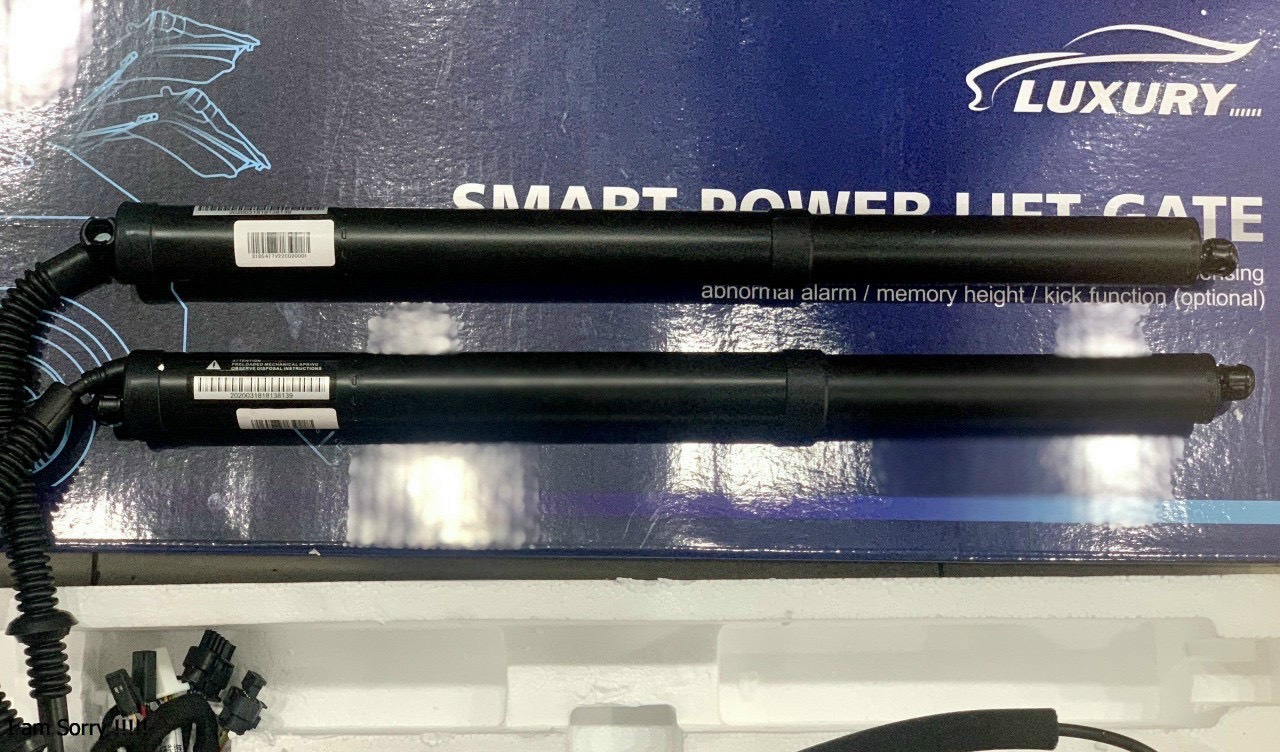 LUXURY
SMART POWER LIFT GATE
abnormal alarm / memory height / kick function (optional)
ATTENTION
PRELOADED MECHANICAL SPRING
OBSERVE DISPOSAL INSTRUCTIONS
2020031818138139
I am Sorry !!!!!